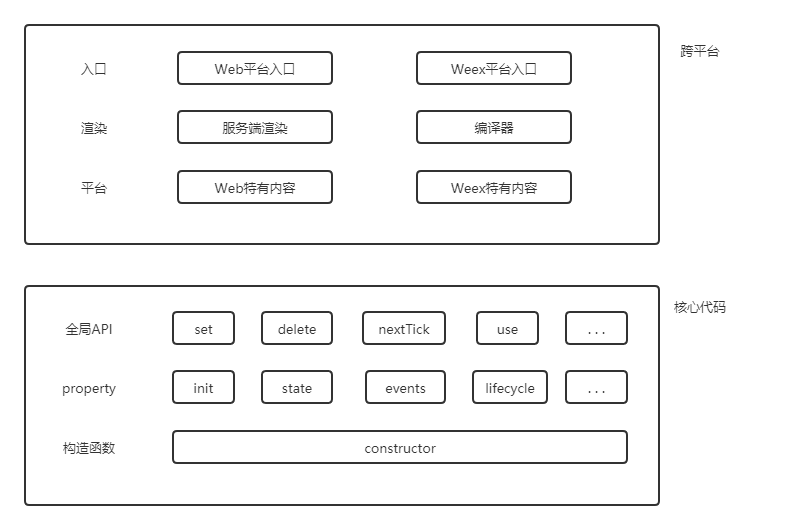 跨平台
入口 Web平台入口 Weex平台入口
渲染 服务端渲染 编译器
平台 Web特有内容 Weex特有内容
核心代码
全局API set delete nextTick use ...
property init state events lifecycle ...
构造函数 constructor